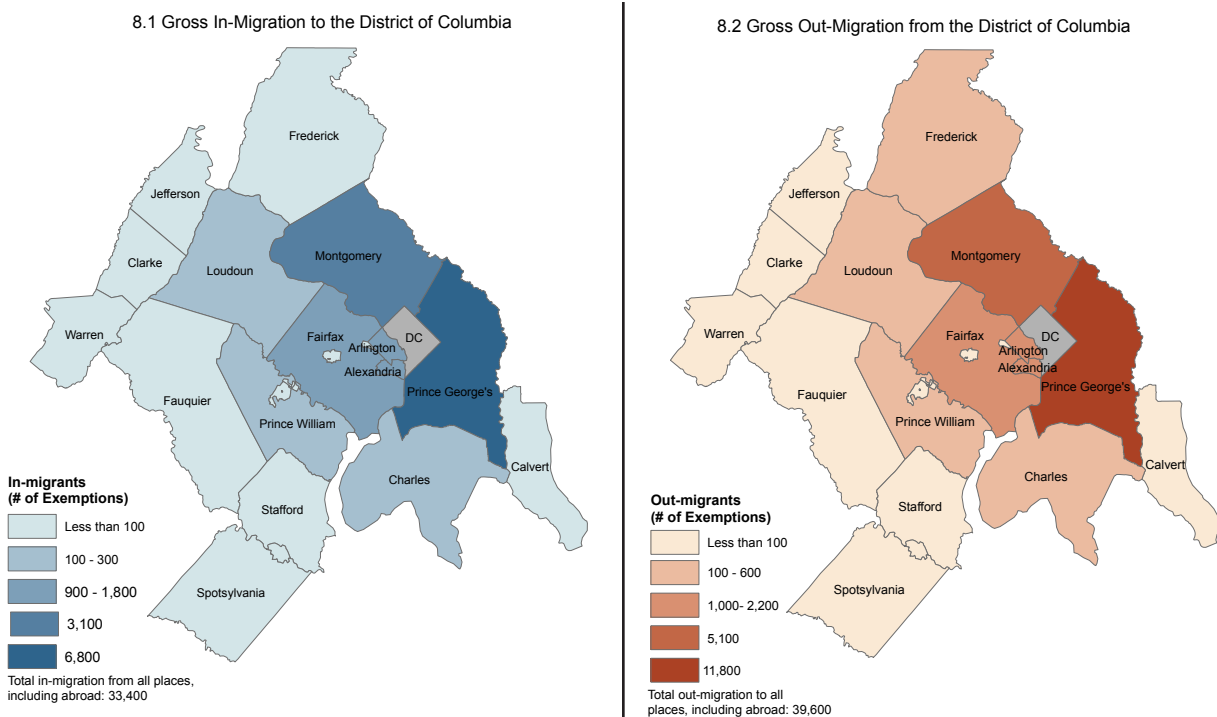 8.1 Gross In-Migration to the District of Columbia
Frederick
Jefferson
Clarke
Loudoun
Montgomery
Warren
Fairfax
DC
Arlington
Alexandria
Fauquier
Prince George's
Prince William
Calvert
Charles
Stafford
Spotsylvania
In-migrants
(# of Exemptions)
Less than 100
100 - 300
900 - 1,800
3,100
6,800
Total in-migration from all places,
including abroad: 33,400
8.2 Gross Out-Migration from the District of Columbia
Frederick
Jefferson
Clarke
Loudoun
Montgomery
Warren
Fairfax
DC
Arlington
Alexandria
Fauquier
Prince George's
Prince William
Calvert
Charles
Stafford
Spotsylvania
Out-migrants
(# of Exemptions)
Less than 100
100 - 600
1,000- 2,200
5,100
11,800
Total out-migration to all
places, including abroad: 39,600